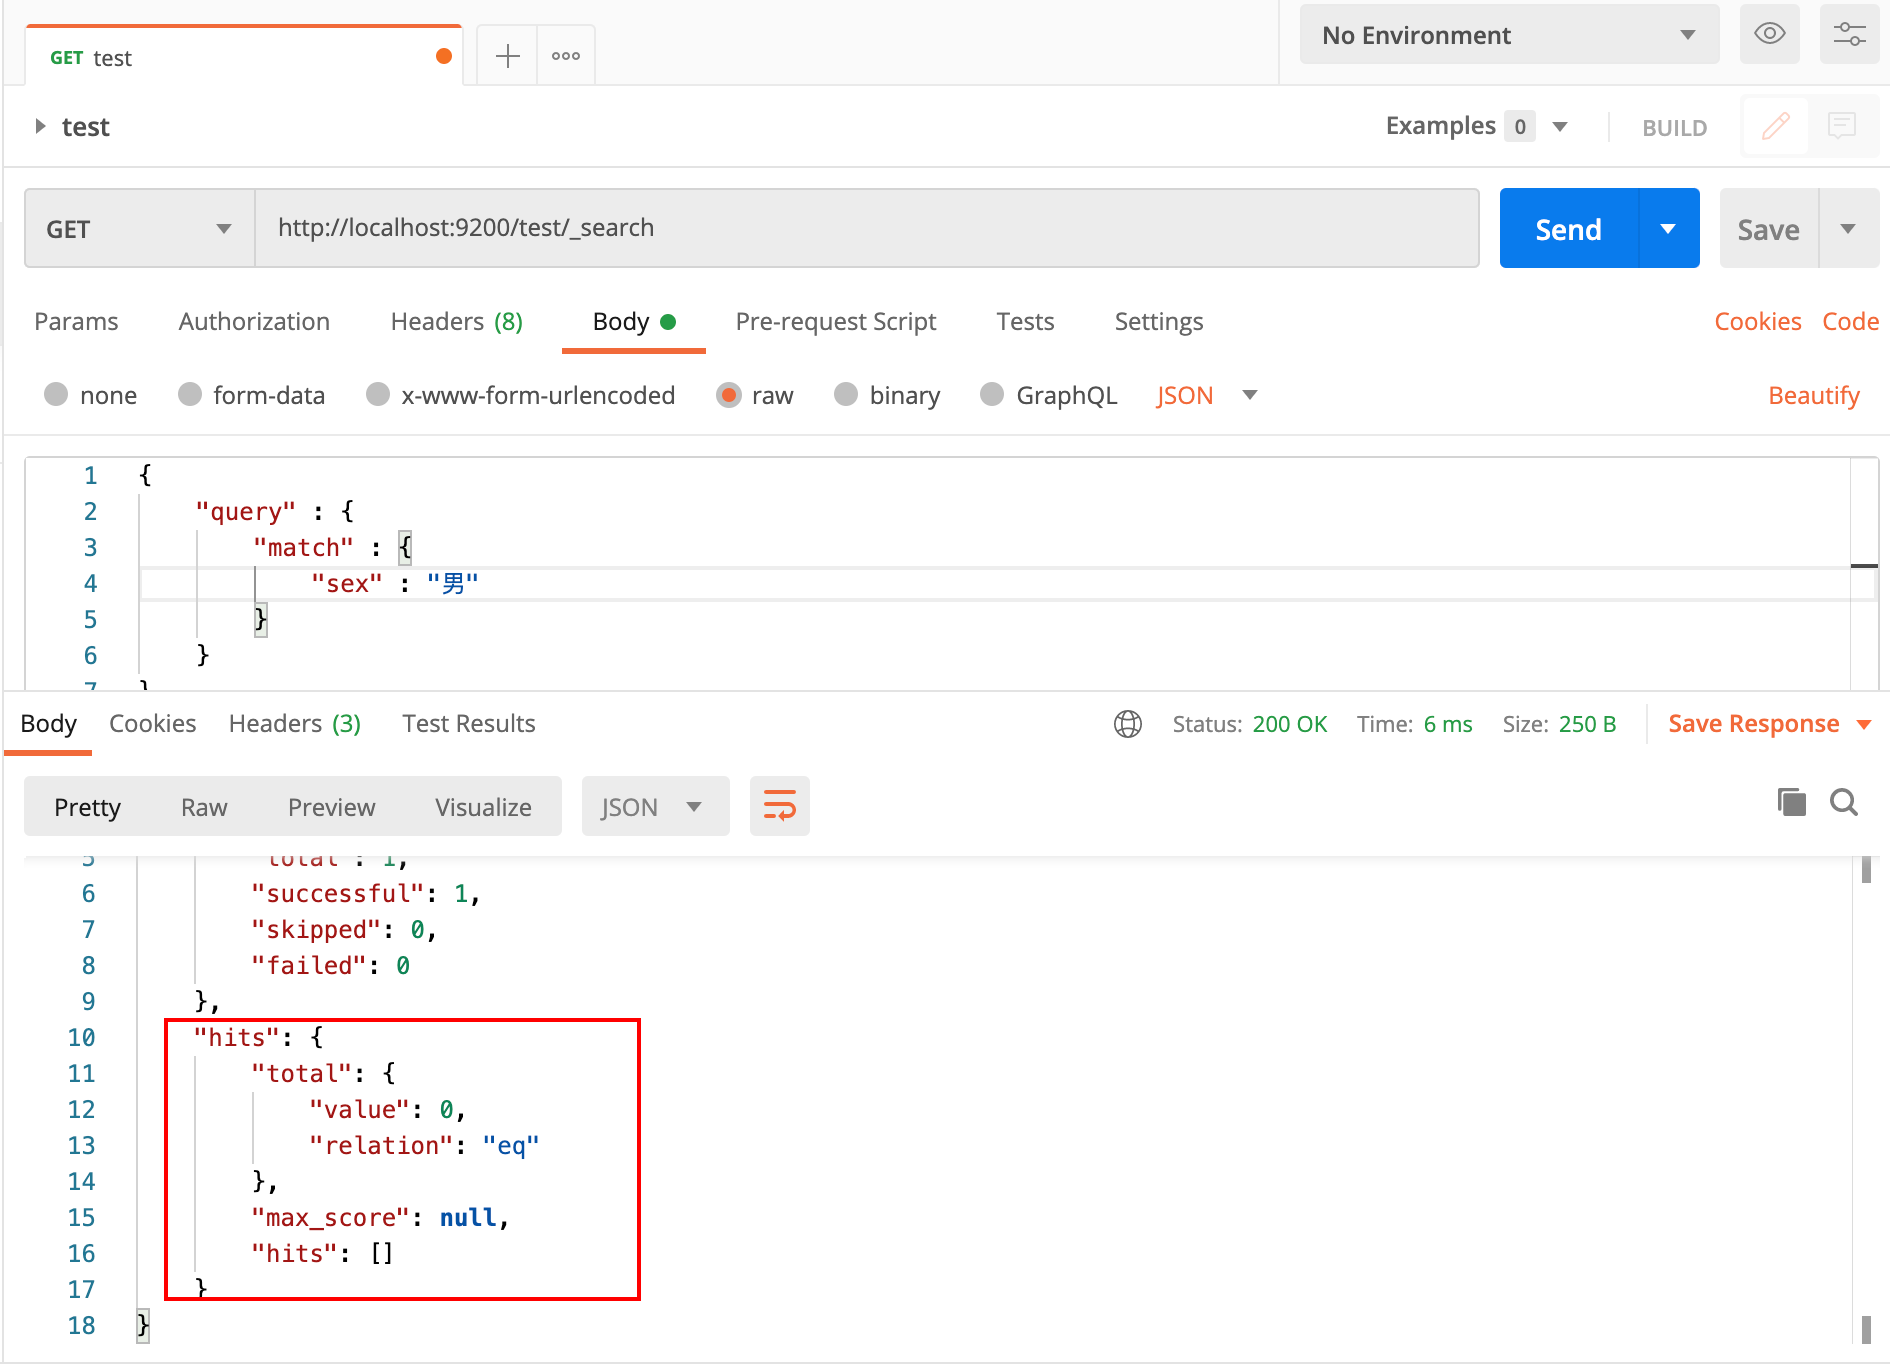 GET test
No Environment
test
Examples 0
BUILD
GET
http://localhost:9200/test/_search
Send
Save
Params Authorization Headers (8) Body Pre-request Script Tests Settings Cookies Code
none form-data x-www-form-urlencoded raw binary GraphQL JSON Beautify
1 {
2 "query" : {
3 "match" : {
4 "sex" : "男"
5 }
6 }
7 }
Body Cookies Headers (3) Test Results Status: 200 OK Time: 6 ms Size: 250 B Save Response
Pretty Raw Preview Visualize JSON
5 "total": 1,
6 "successful": 1,
7 "skipped": 0,
8 "failed": 0
9 },
10 "hits": {
11 "total": {
12 "value": 0,
13 "relation": "eq"
14 },
15 "max_score": null,
16 "hits": []
17 }
18 }